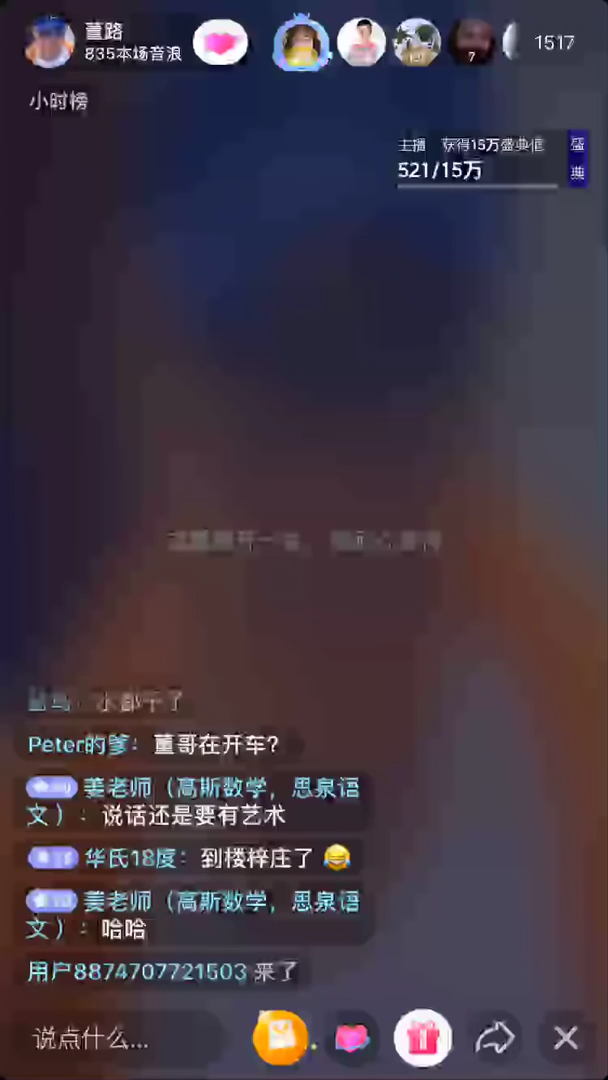 董路
835本场音浪
7
1517
小时榜
主播 获得15万盛典值
盛典
521/15万
水都干了
Peter的爹：董哥在开车？
姜老师（高斯数学，思泉语
文）：说话还是要有艺术
华氏18度：到楼梓庄了😂
姜老师（高斯数学，思泉语
文）：哈哈
用户8874707721503 来了
说点什么...